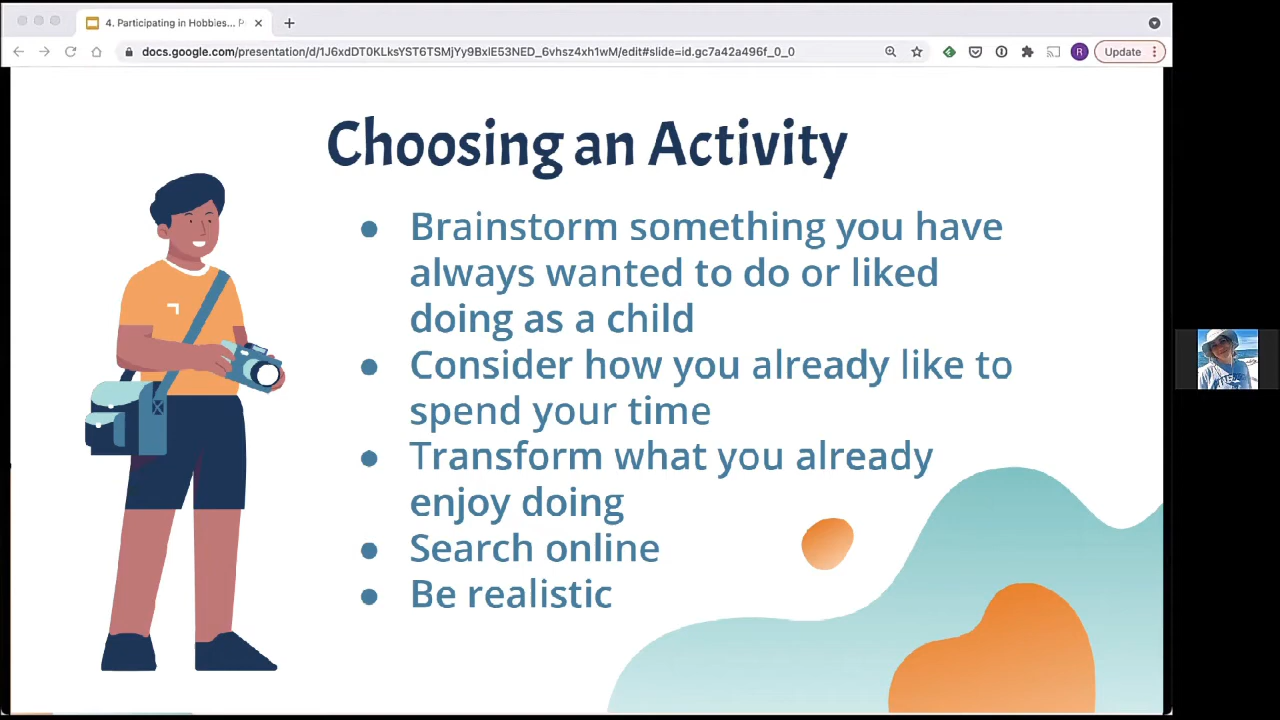 4. Participating in Hobbies... P
docs.google.com/presentation/d/1J6xdDT0KLksYST6TSMjYy9BxIE53NED_6vhsz4xh1wM/edit#slide=id.gc7a42a496f_0_0
R
Update
Choosing an Activity
Brainstorm something you have
always wanted to do or liked
doing as a child
Consider how you already like to
spend your time
Transform what you already
enjoy doing
Search online
Be realistic